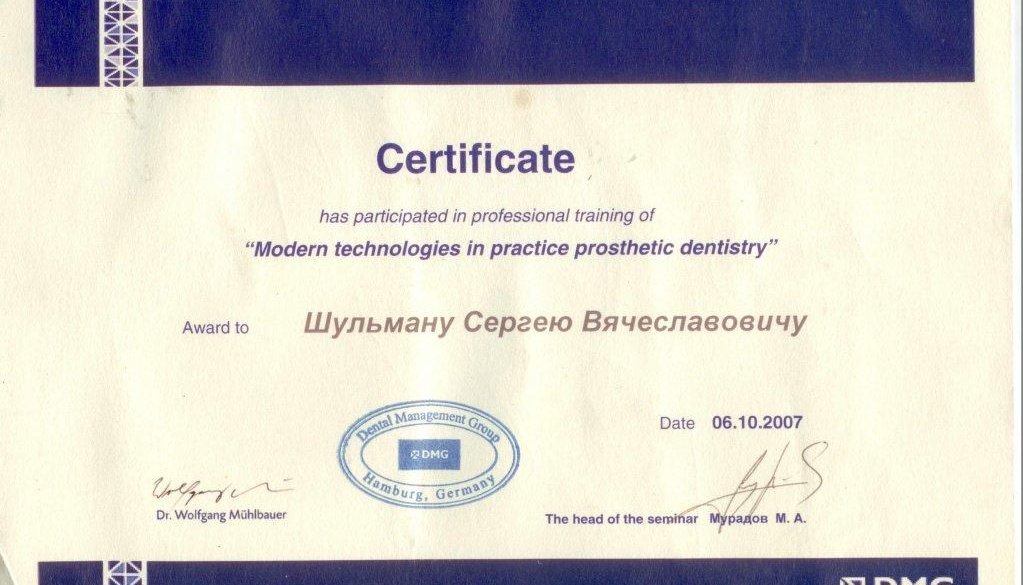 Certificate
has participated in professional training of
“Modern technologies in practice prosthetic dentistry”
Award to Шульману Сергею Вячеславовичу
Dental Management Group
DMG
Hamburg, Germany
Date 06.10.2007
Dr. Wolfgang Mühlbauer
The head of the seminar Мурадов М. А.
DMG